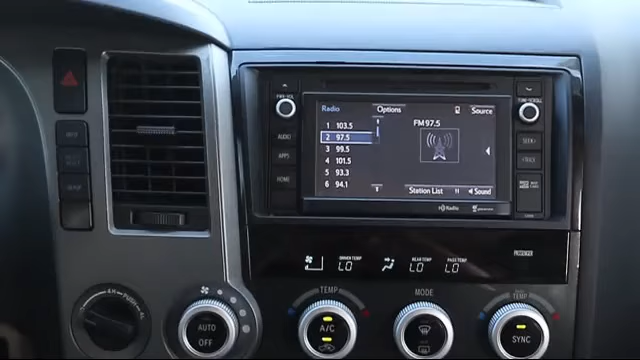 PWR·VOL
AUDIO
APPS
HOME
Radio
Options
Source
1 103.5
2 97.5
3 99.5
4 101.5
5 93.3
6 94.1
FM 97.5
Station List
Sound
HD Radio
TUNE·SCROLL
SEEK
TRACK
DRIVER TEMP
LO
REAR TEMP
LO
PASS TEMP
LO
PASSENGER
TEMP
MODE
TEMP
AUTO
OFF
A/C
SYNC
PUSH